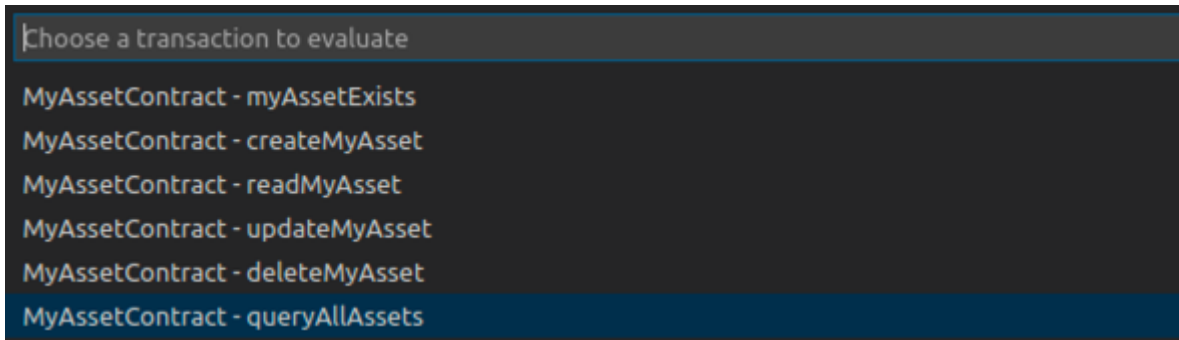 Choose a transaction to evaluate
MyAssetContract - myAssetExists
MyAssetContract - createMyAsset
MyAssetContract - readMyAsset
MyAssetContract - updateMyAsset
MyAssetContract - deleteMyAsset
MyAssetContract - queryAllAssets